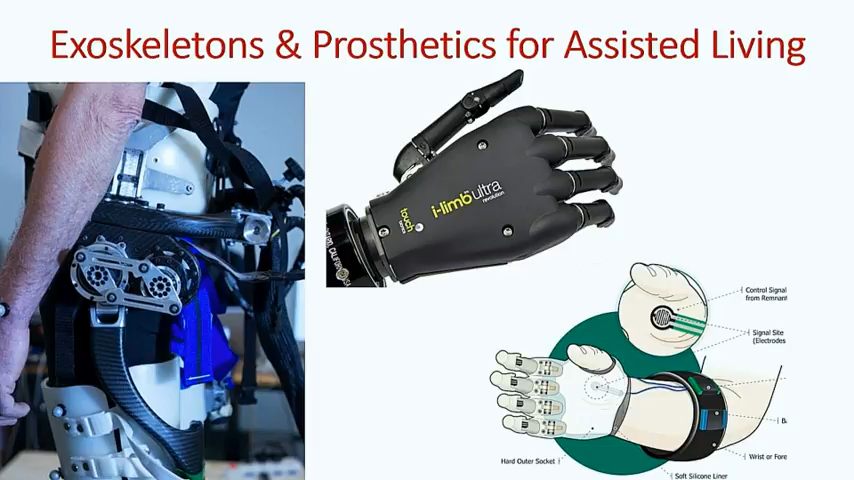 Exoskeletons & Prosthetics for Assisted Living
i-limb ultra
revolution
touch
Control Signal
from Remnant
Signal Site
(Electrodes
B
Wrist or Fore
Hard Outer Socket
Soft Silicone Liner